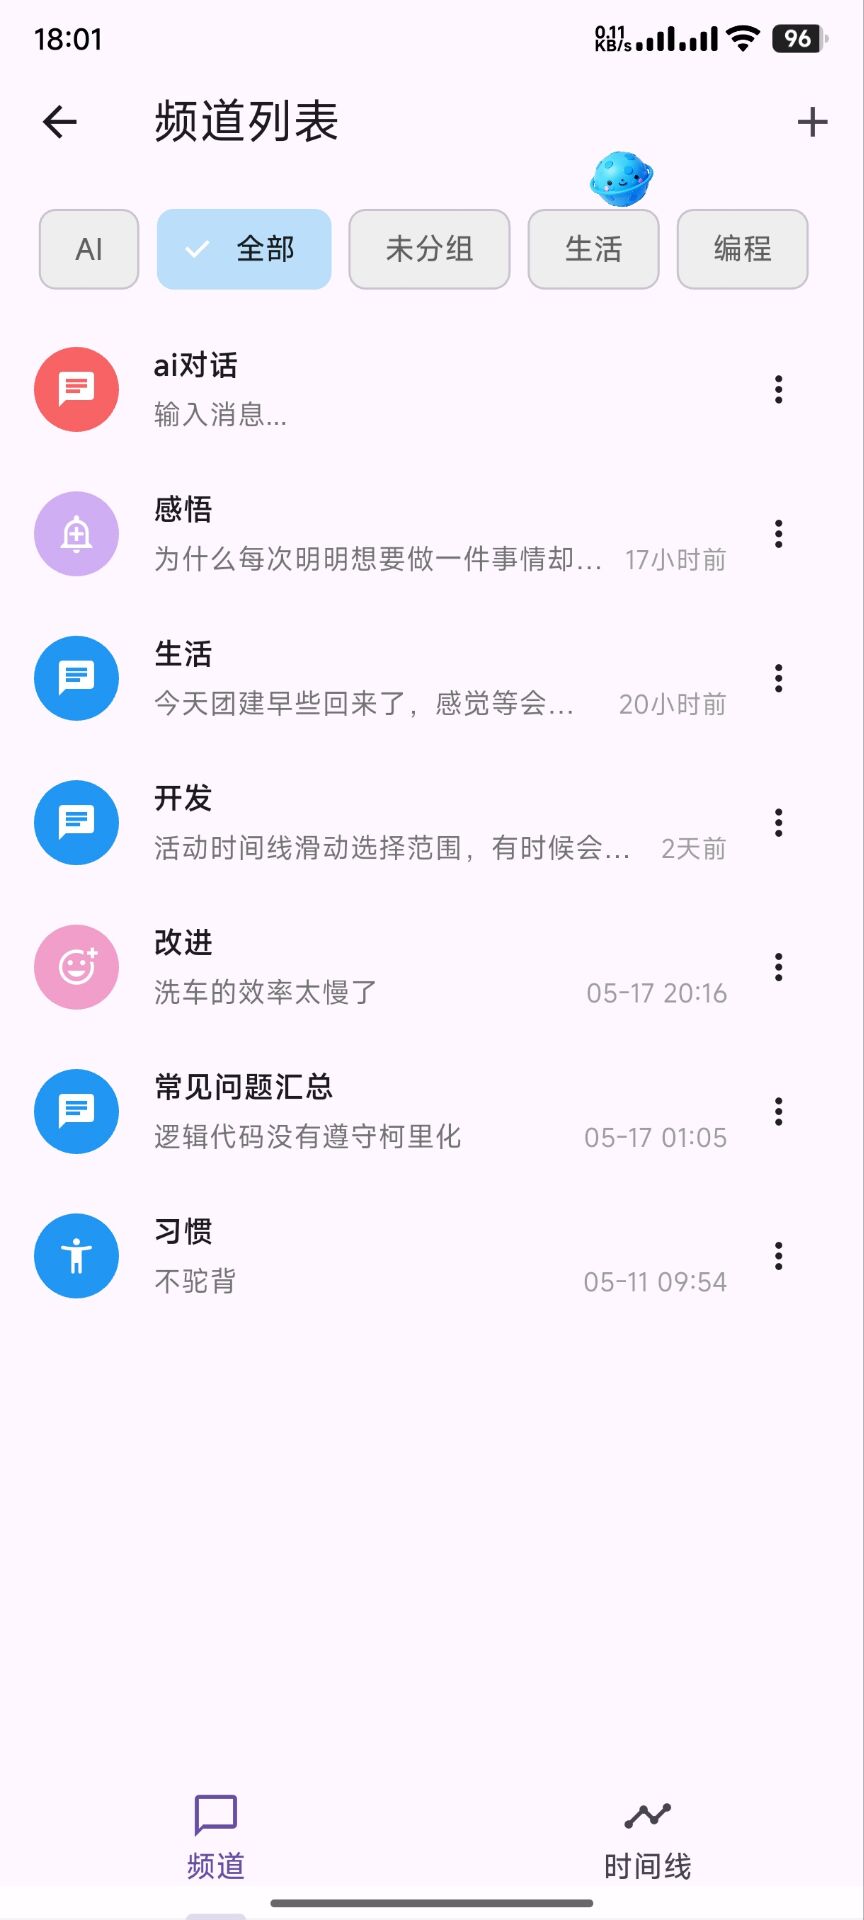 18:01
0.11
KB/s
96
频道列表
AI
全部
未分组
生活
编程
ai对话
输入消息...
感悟
为什么每次明明想要做一件事情却...
17小时前
生活
今天团建早些回来了，感觉等会...
20小时前
开发
活动时间线滑动选择范围，有时候会...
2天前
改进
洗车的效率太慢了
05-17 20:16
常见问题汇总
逻辑代码没有遵守柯里化
05-17 01:05
习惯
不驼背
05-11 09:54
频道
时间线